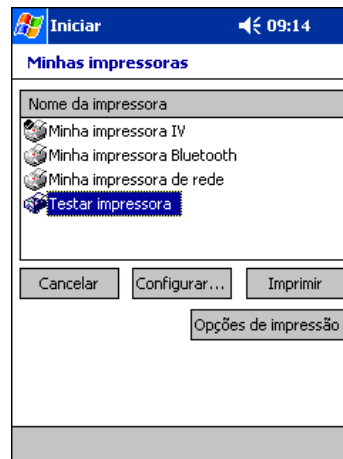 Iniciar 09:14
Minhas impressoras
Nome da impressora
Minha impressora IV
Minha impressora Bluetooth
Minha impressora de rede
Testar impressora
Cancelar Configurar... Imprimir
Opções de impressão